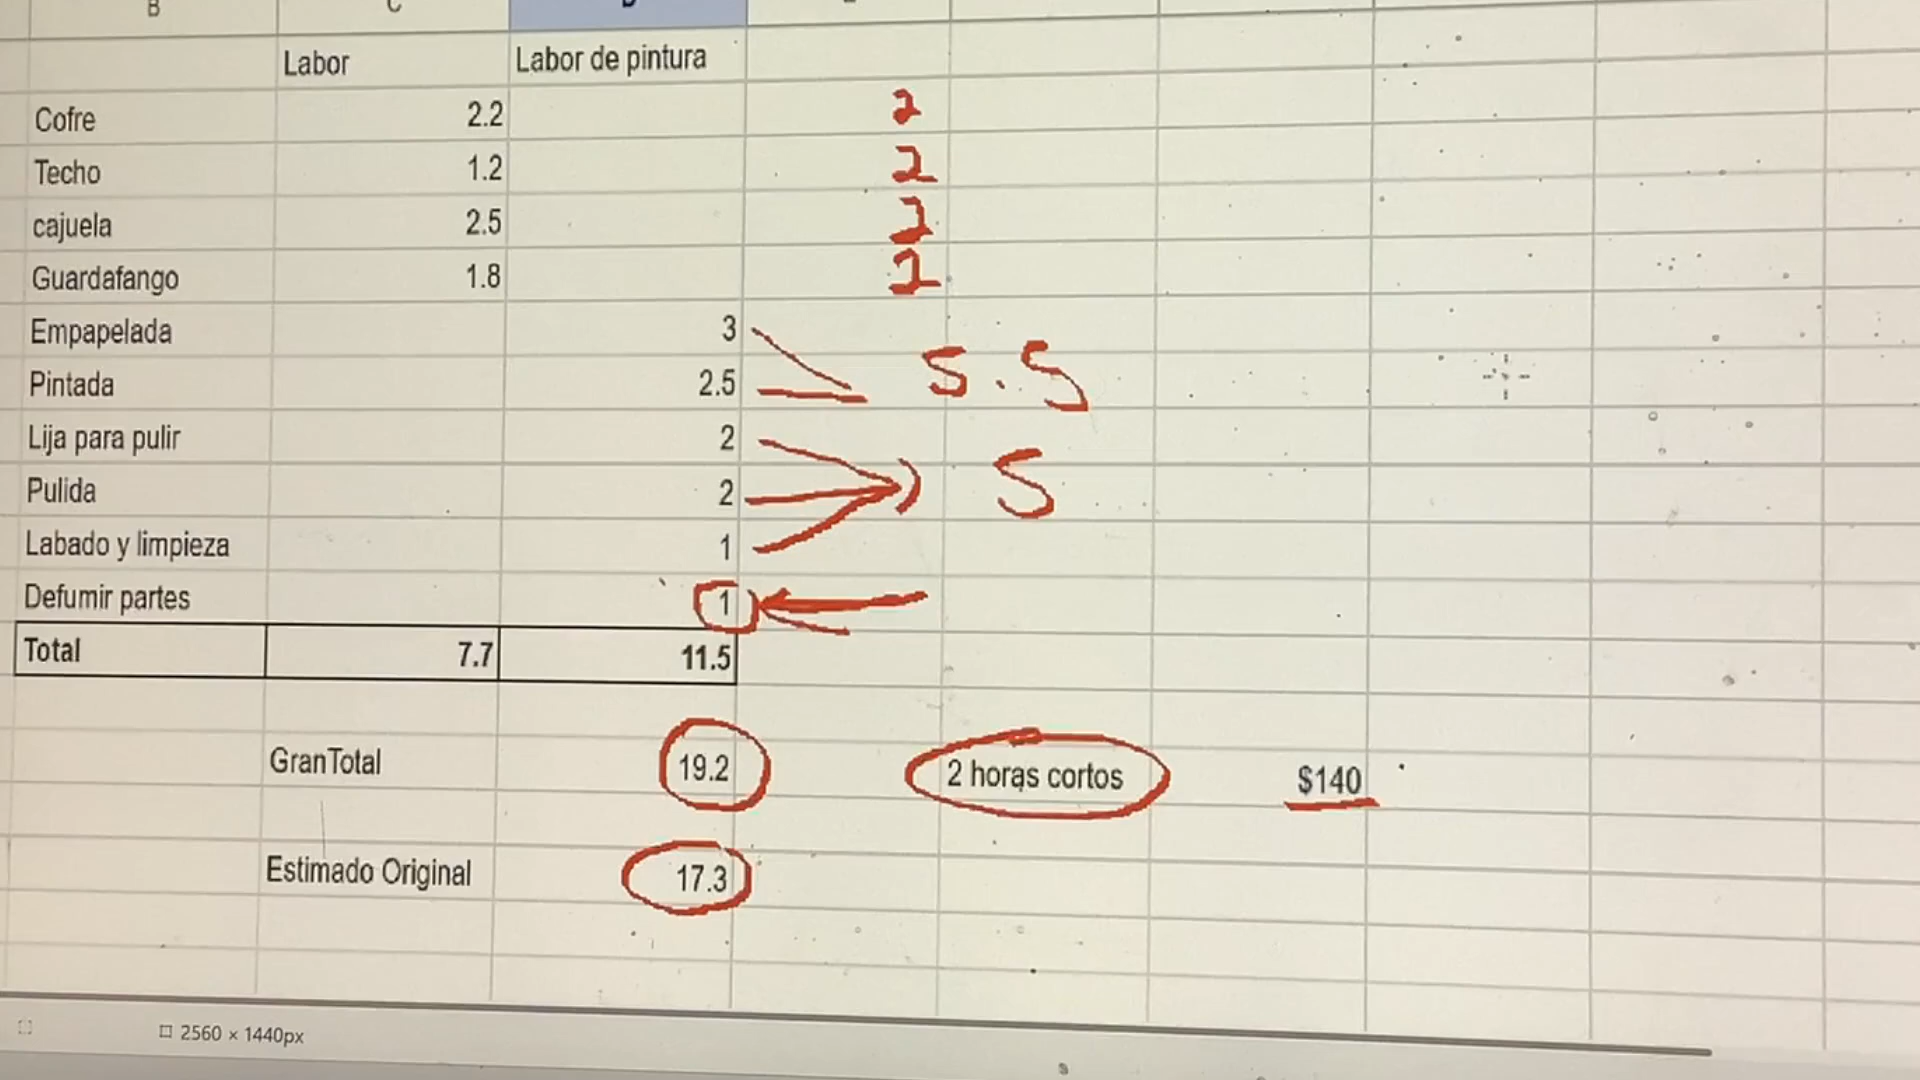 B C D
Labor Labor de pintura
Cofre 2.2 2
Techo 1.2 2
cajuela 2.5 2
Guardafango 1.8 2
Empapelada 3
Pintada 2.5 5.5
Lija para pulir 2
Pulida 2 5
Labado y limpieza 1
Defumir partes 1
Total 7.7 11.5
GranTotal 19.2 2 horas cortos $140
Estimado Original 17.3
2560 × 1440px